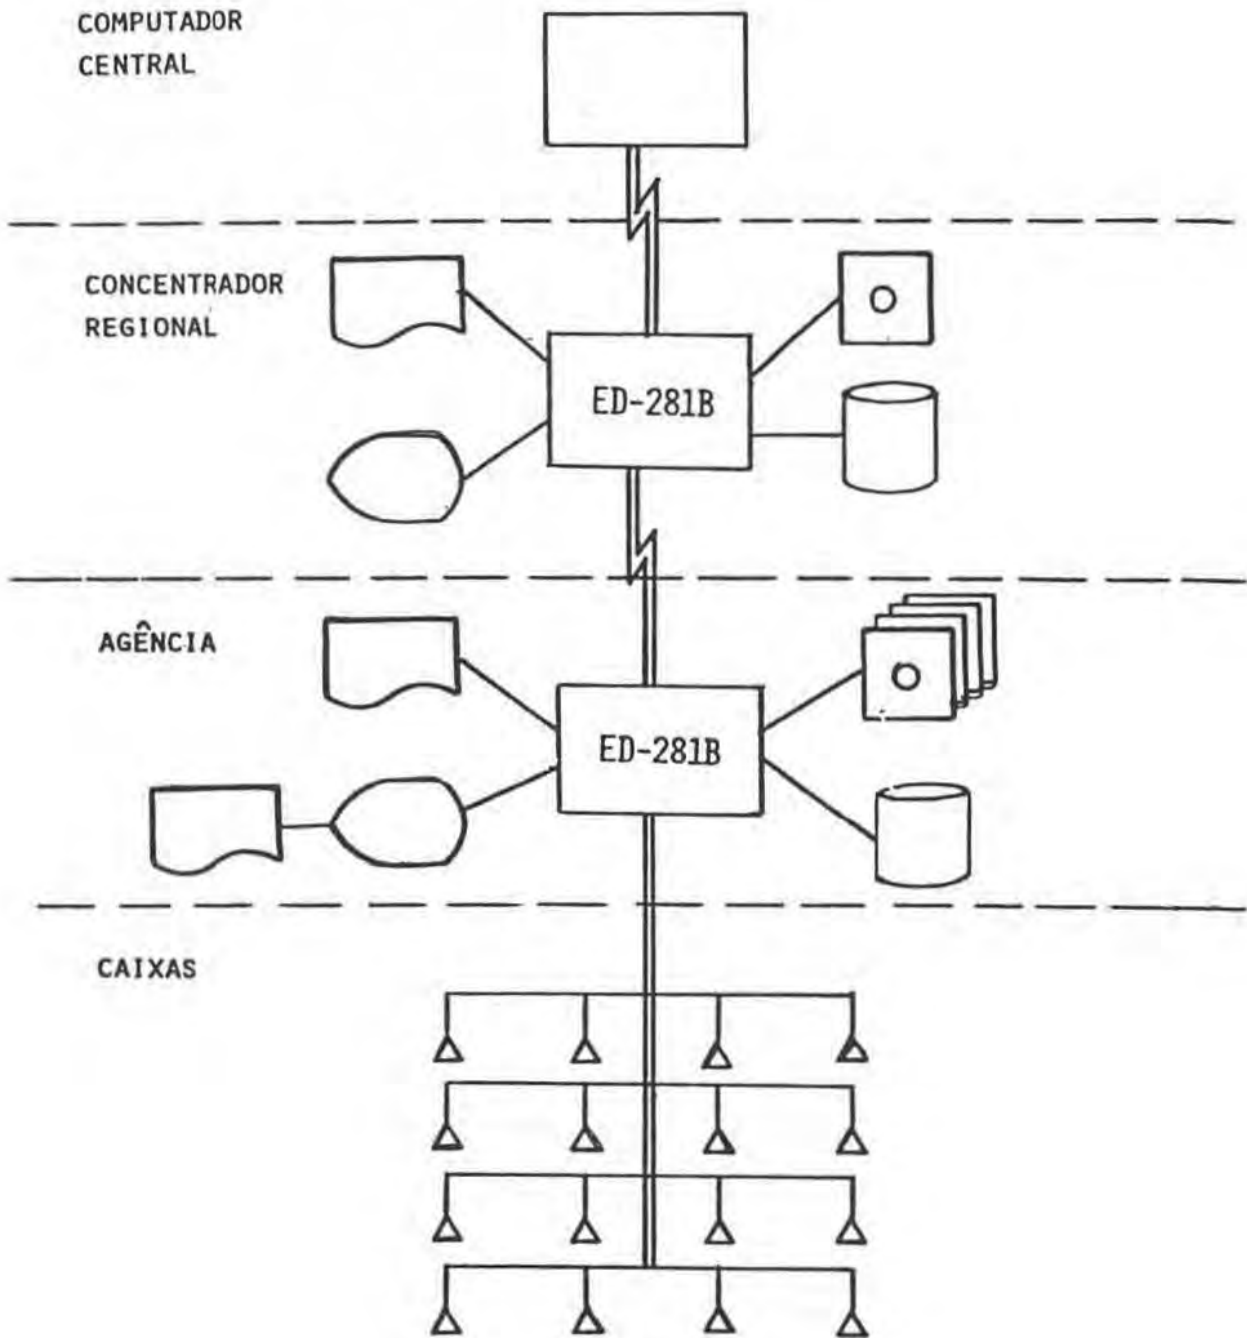 COMPUTADOR
CENTRAL
CONCENTRADOR
REGIONAL
ED-281B
AGÊNCIA
ED-281B
CAIXAS